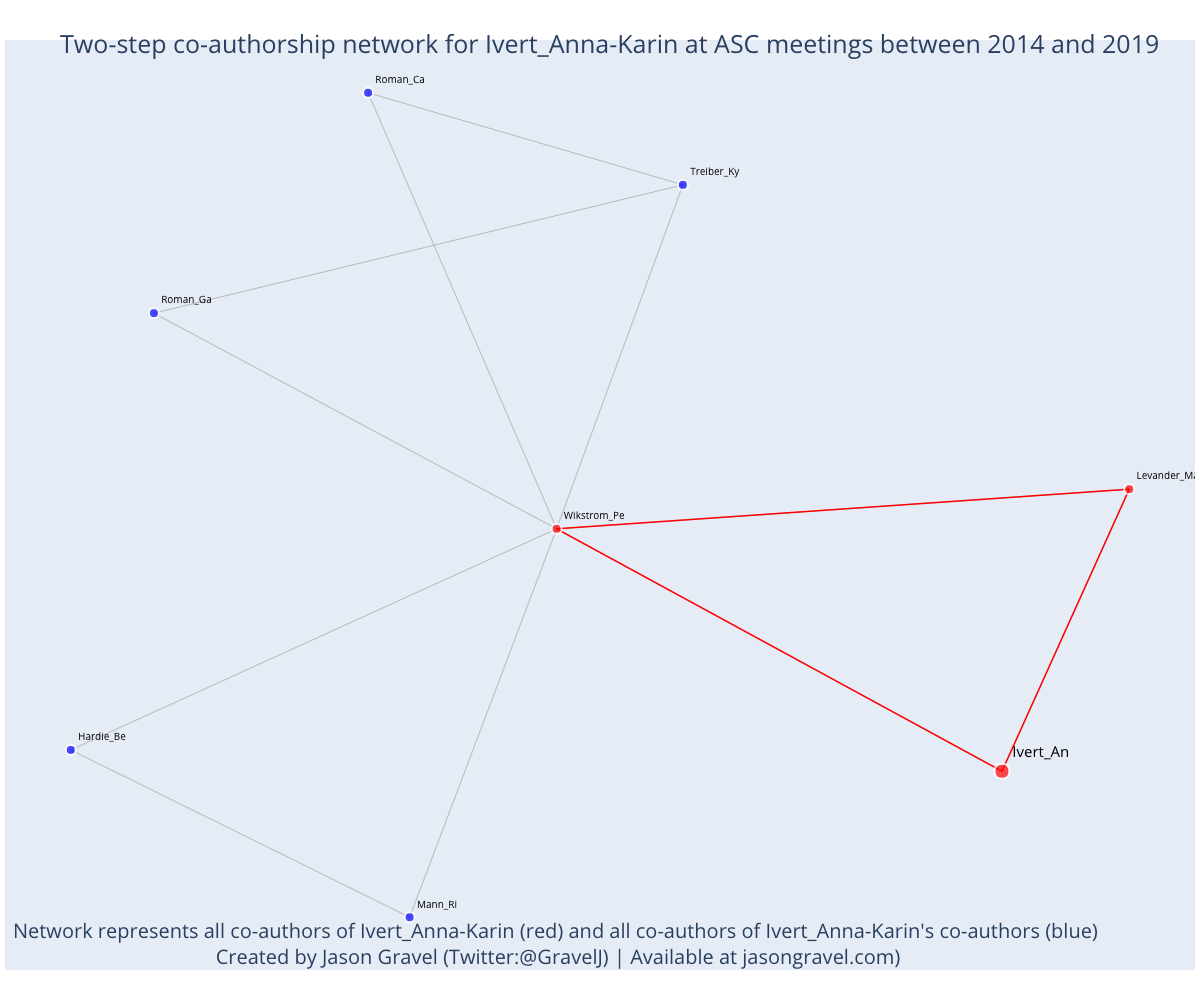 Two-step co-authorship network for Ivert_Anna-Karin at ASC meetings between 2014 and 2019
Roman_Ca
Treiber_Ky
Roman_Ga
Levander_Ma
Wikstrom_Pe
Hardie_Be
Ivert_An
Mann_Ri
Network represents all co-authors of Ivert_Anna-Karin (red) and all co-authors of Ivert_Anna-Karin's co-authors (blue)
Created by Jason Gravel (Twitter:@GravelJ) | Available at jasongravel.com)